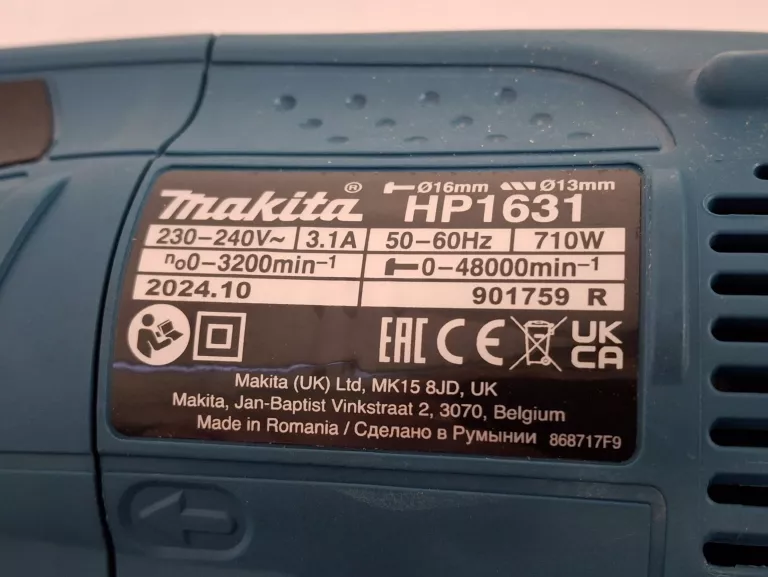 makita® Ø16mm Ø13mm
HP1631
230-240V~ 3.1A 50-60Hz 710W
no0-3200min-1 0-48000min-1
2024.10 901759 R
EAC CE UK
CA
Makita (UK) Ltd, MK15 8JD, UK
Makita, Jan-Baptist Vinkstraat 2, 3070, Belgium
Made in Romania / Сделано в Румынии 868717F9